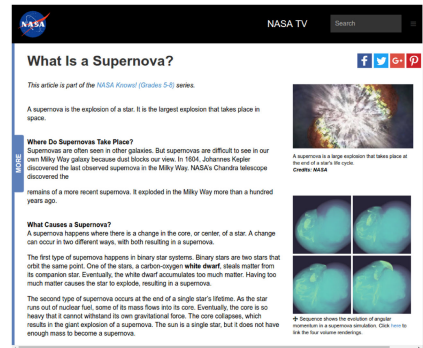 NASA
NASA TV
Search
What Is a Supernova?
This article is part of the NASA Knows! (Grades 5-8) series.
A supernova is the explosion of a star. It is the largest explosion that takes place in
space.
Where Do Supernovas Take Place?
Supernovas are often seen in other galaxies. But supernovas are difficult to see in our
own Milky Way galaxy because dust blocks our view. In 1604, Johannes Kepler
discovered the last observed supernova in the Milky Way. NASA's Chandra telescope
discovered the
remains of a more recent supernova. It exploded in the Milky Way more than a hundred
years ago.
What Causes a Supernova?
A supernova happens where there is a change in the core, or center, of a star. A change
can occur in two different ways, with both resulting in a supernova.
The first type of supernova happens in binary star systems. Binary stars are two stars that
orbit the same point. One of the stars, a carbon-oxygen white dwarf, steals matter from
its companion star. Eventually, the white dwarf accumulates too much matter. Having too
much matter causes the star to explode, resulting in a supernova.
The second type of supernova occurs at the end of a single star's lifetime. As the star
runs out of nuclear fuel, some of its mass flows into its core. Eventually, the core is so
heavy that it cannot withstand its own gravitational force. The core collapses, which
results in the giant explosion of a supernova. The sun is a single star, but it does not have
enough mass to become a supernova.
MORE
A supernova is a large explosion that takes place at
the end of a star's life cycle.
Credits: NASA
Sequence shows the evolution of angular
momentum in a supernova simulation. Click here to
link the four volume renderings.